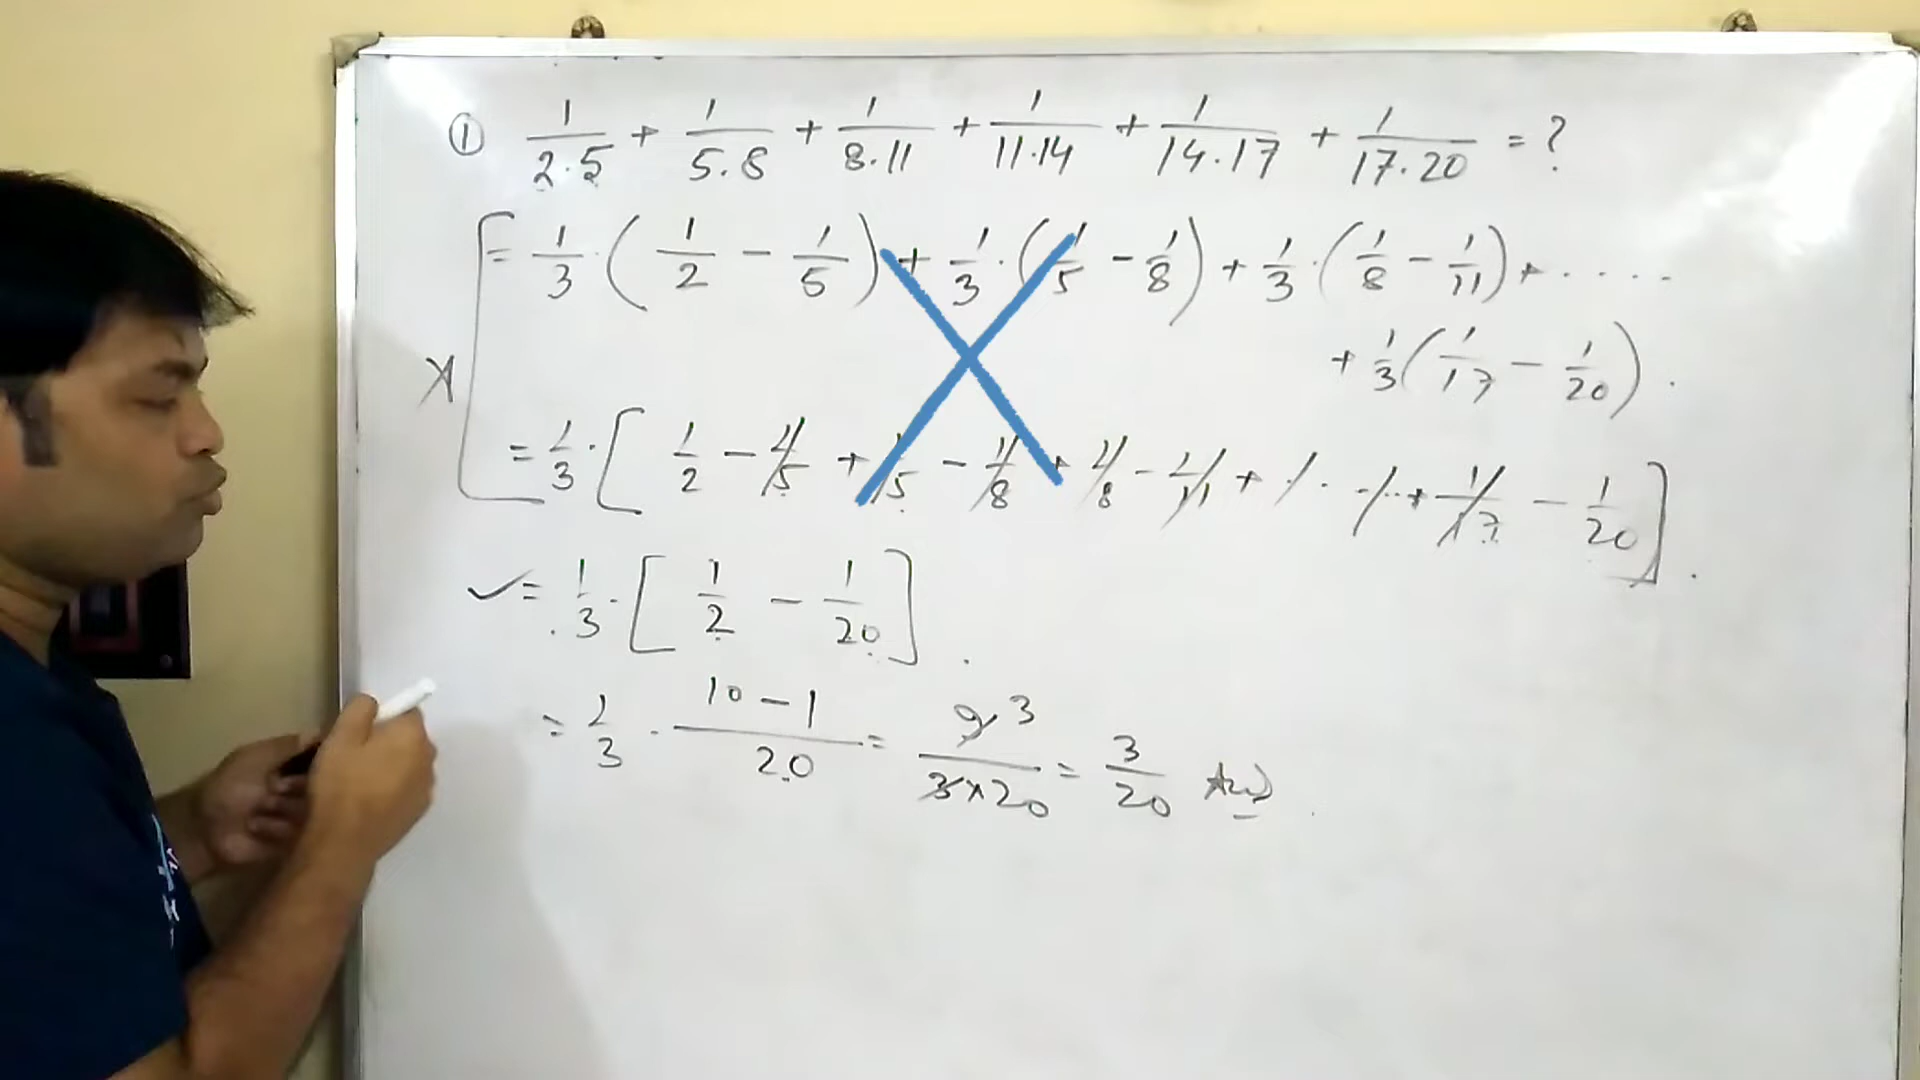 ① 1/2.5 + 1/5.8 + 1/8.11 + 1/11.14 + 1/14.17 + 1/17.20 = ?
= 1/3 . ( 1/2 - 1/5 ) + 1/3 . ( 1/5 - 1/8 ) + 1/3 . ( 1/8 - 1/11 ) + .....
+ 1/3 ( 1/17 - 1/20 ) .
= 1/3 . [ 1/2 - 1/5 + 1/5 - 1/8 + 1/8 - 1/11 + .... + 1/17 - 1/20 ] .
✓ = 1/3 . [ 1/2 - 1/20 ] .
= 1/3 . 10 - 1/20 = 9 3/3×20 = 3/20 Ans